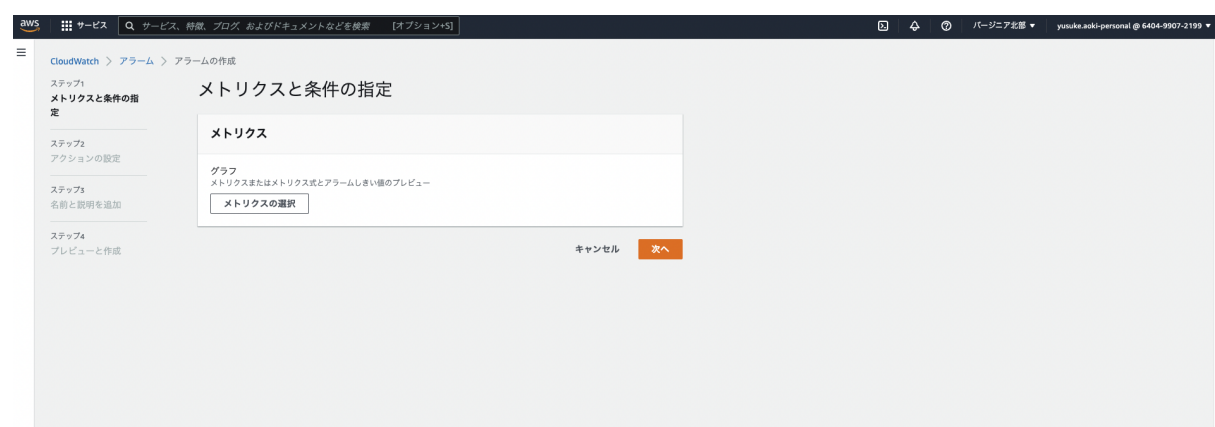 aws
サービス
サービス、特徴、ブログ、およびドキュメントなどを検索 [オプション+S]
バージニア北部 ▼
yusuke.aoki-personal @ 6404-9907-2199 ▼
CloudWatch > アラーム > アラームの作成
ステップ1
メトリクスと条件の指
定
ステップ2
アクションの設定
ステップ3
名前と説明を追加
ステップ4
プレビューと作成
メトリクスと条件の指定
メトリクス
グラフ
メトリクスまたはメトリクス式とアラームしきい値のプレビュー
メトリクスの選択
キャンセル
次へ